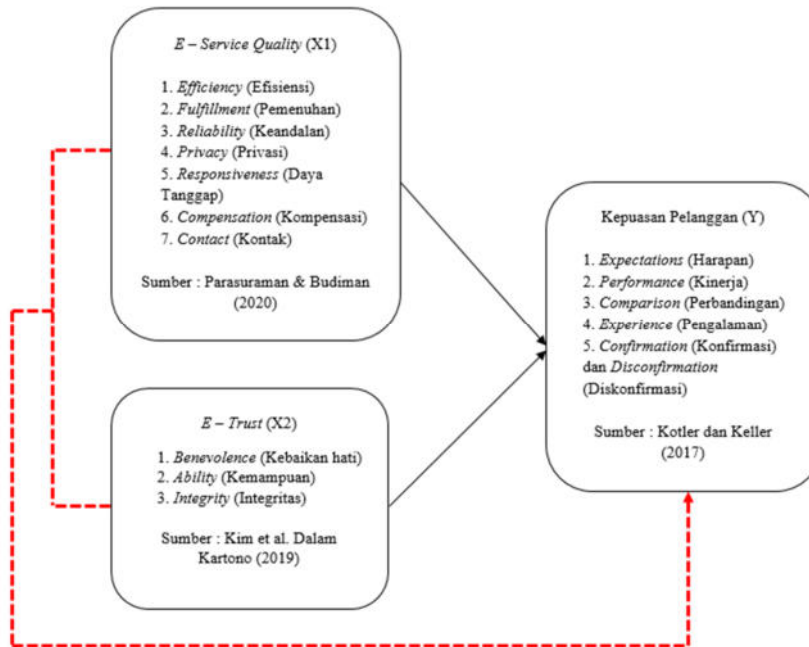 E – Service Quality (X1)
1. Efficiency (Efisiensi)
2. Fulfillment (Pemenuhan)
3. Reliability (Keandalan)
4. Privacy (Privasi)
5. Responsiveness (Daya
Tanggap)
6. Compensation (Kompensasi)
7. Contact (Kontak)
Sumber : Parasuraman & Budiman
(2020)
E – Trust (X2)
1. Benevolence (Kebaikan hati)
2. Ability (Kemampuan)
3. Integrity (Integritas)
Sumber : Kim et al. Dalam
Kartono (2019)
Kepuasan Pelanggan (Y)
1. Expectations (Harapan)
2. Performance (Kinerja)
3. Comparison (Perbandingan)
4. Experience (Pengalaman)
5. Confirmation (Konfirmasi)
dan Disconfirmation
(Diskonfirmasi)
Sumber : Kotler dan Keller
(2017)